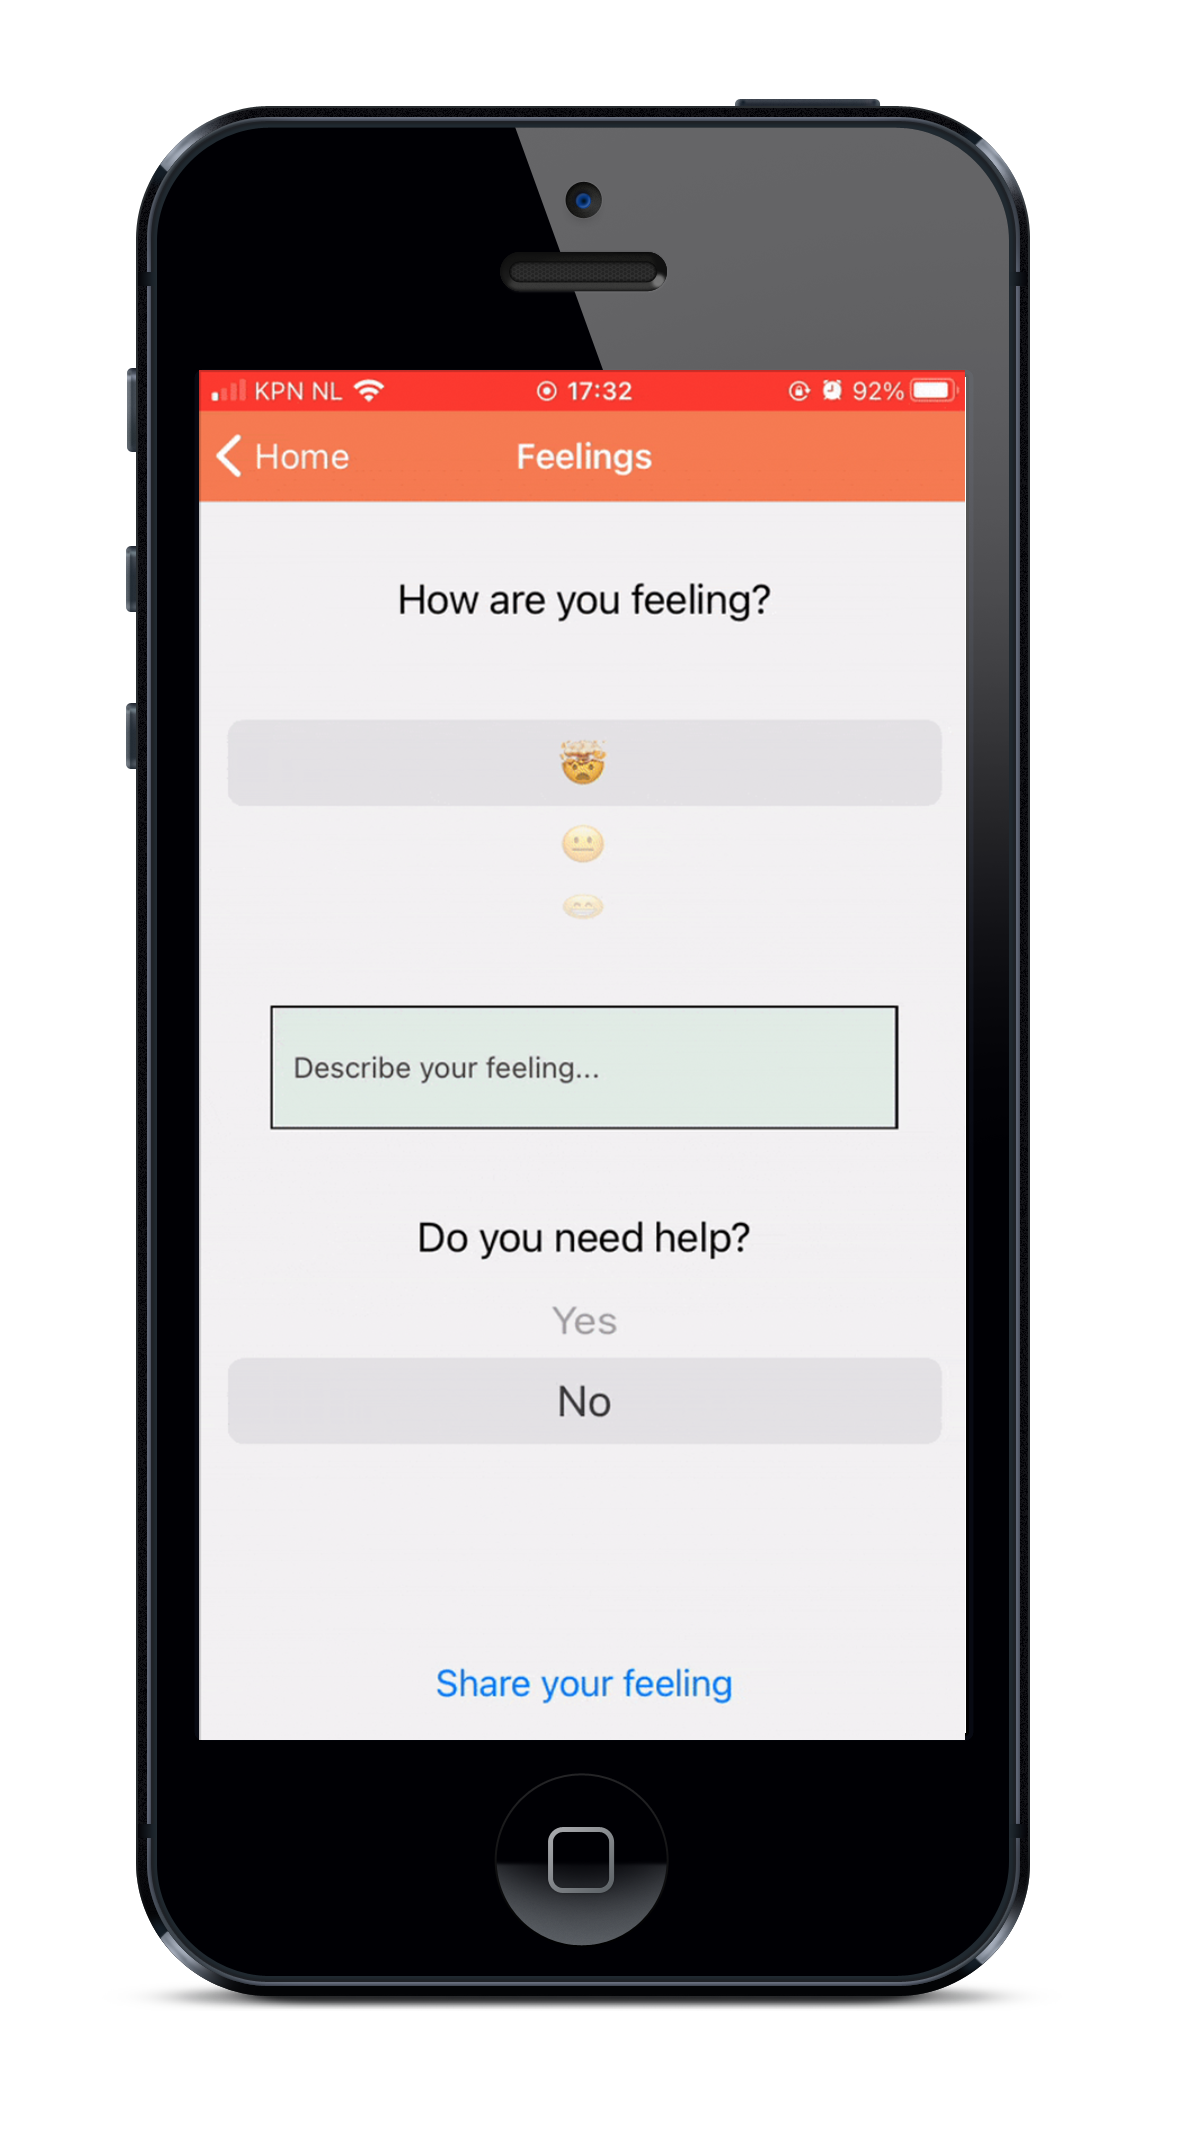 KPN NL 17:32 92%
Home Feelings
How are you feeling?
🤯
😐
😁
Describe your feeling...
Do you need help?
Yes
No
Share your feeling